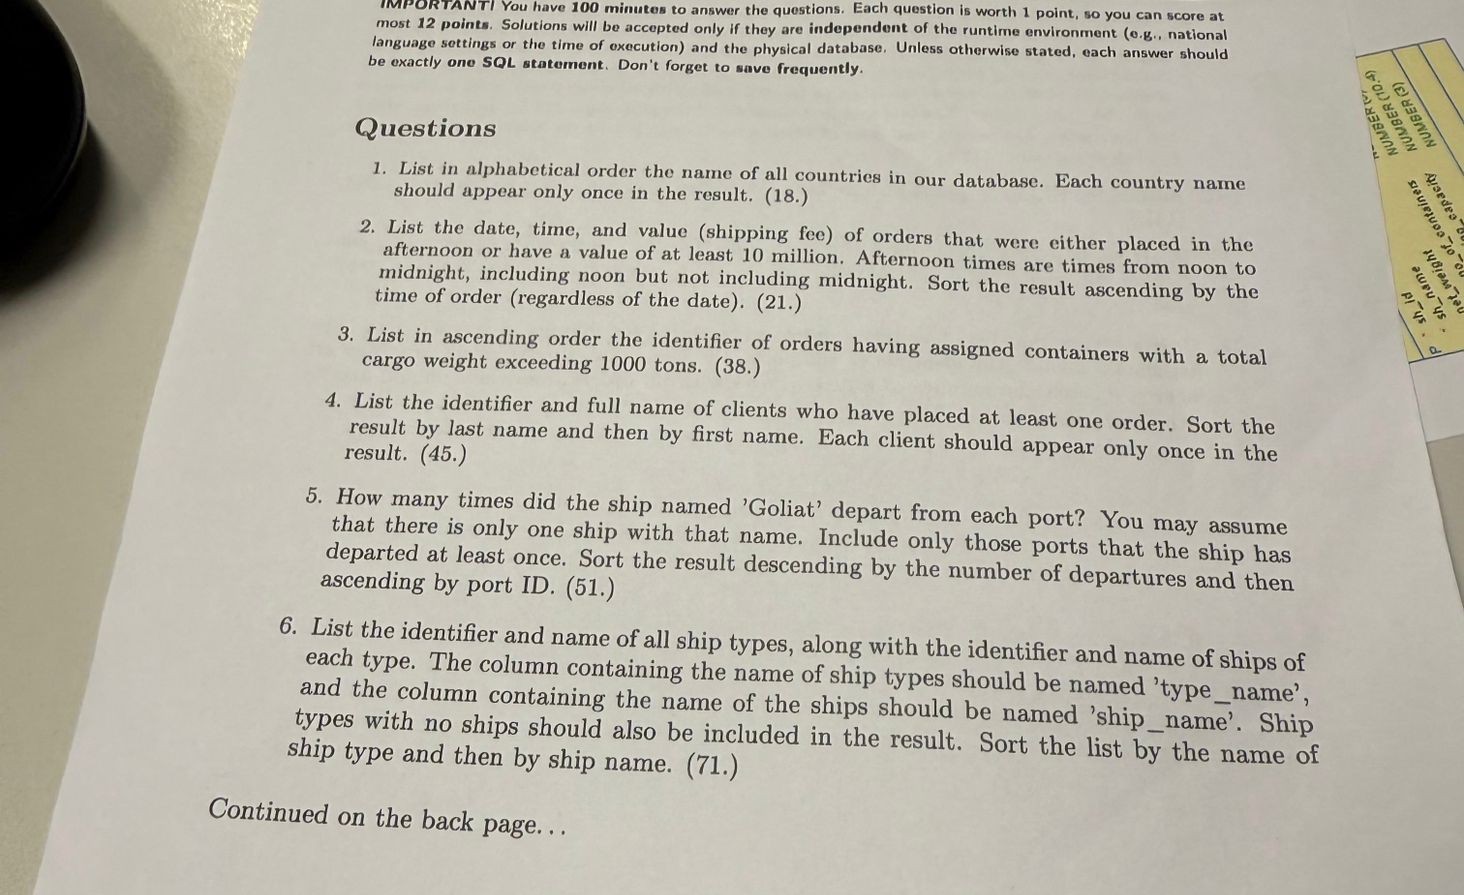 IMPORTANT! You have 100 minutes to answer the questions. Each question is worth 1 point, so you can score at
most 12 points. Solutions will be accepted only if they are independent of the runtime environment (e.g., national
language settings or the time of execution) and the physical database. Unless otherwise stated, each answer should
be exactly one SQL statement. Don't forget to save frequently.
Questions
1. List in alphabetical order the name of all countries in our database. Each country name
should appear only once in the result. (18.)
2. List the date, time, and value (shipping fee) of orders that were either placed in the
afternoon or have a value of at least 10 million. Afternoon times are times from noon to
midnight, including noon but not including midnight. Sort the result ascending by the
time of order (regardless of the date). (21.)
3. List in ascending order the identifier of orders having assigned containers with a total
cargo weight exceeding 1000 tons. (38.)
4. List the identifier and full name of clients who have placed at least one order. Sort the
result by last name and then by first name. Each client should appear only once in the
result. (45.)
5. How many times did the ship named 'Goliat' depart from each port? You may assume
that there is only one ship with that name. Include only those ports that the ship has
departed at least once. Sort the result descending by the number of departures and then
ascending by port ID. (51.)
6. List the identifier and name of all ship types, along with the identifier and name of ships of
each type. The column containing the name of ship types should be named 'type_name',
and the column containing the name of the ships should be named 'ship_name'. Ship
types with no ships should also be included in the result. Sort the list by the name of
ship type and then by ship name. (71.)
Continued on the back page...
P
sh_id
* sh_name
net_weight
of_containers
capacity
NUMBER (10,4)
NUMBER
NUMBER (3)
NUMBER